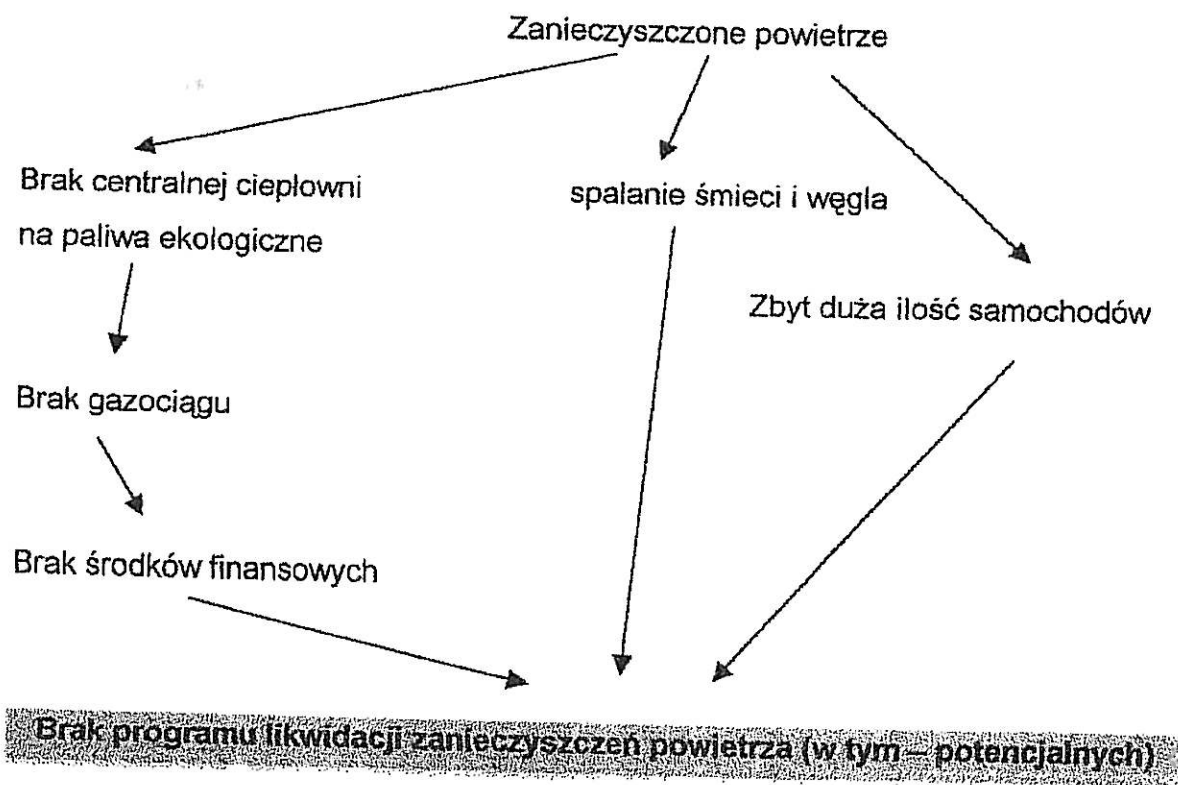 Zanieczyszczone powietrze
Brak centralnej ciepłowni
na paliwa ekologiczne
spalanie śmieci i węgla
Zbyt duża ilość samochodów
Brak gazociągu
Brak środków finansowych
Brak programu likwidacji zanieczyszczeń powietrza (w tym – potencjalnych)